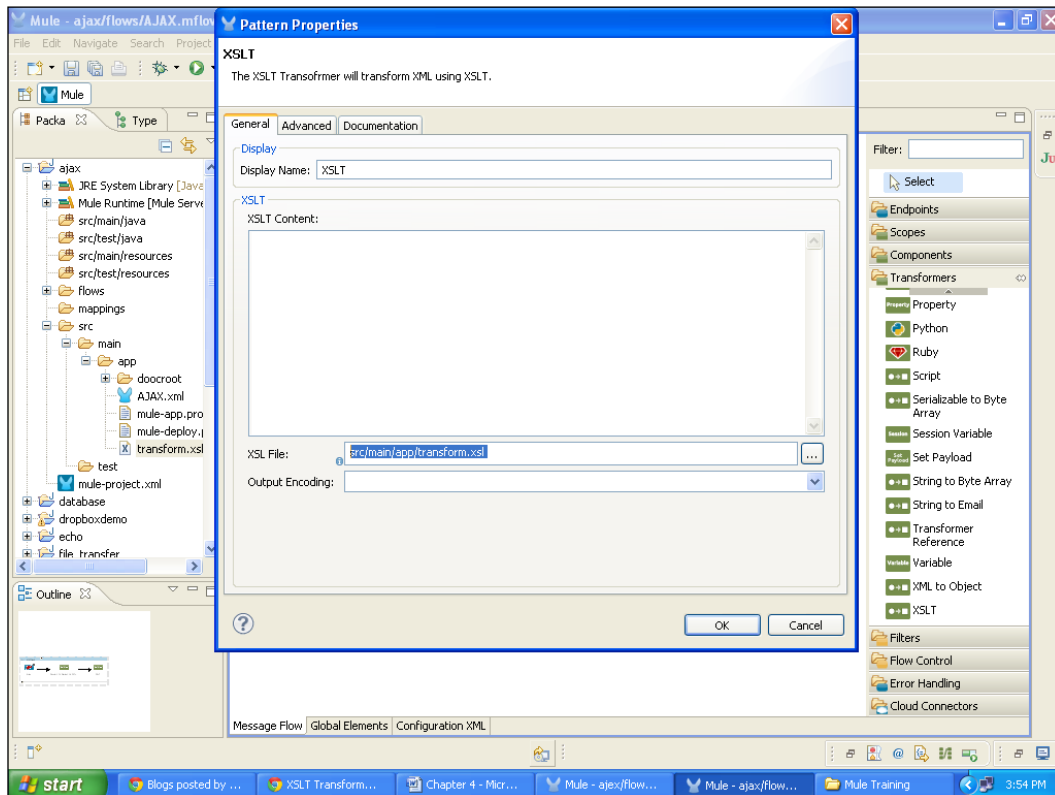 Mule - ajax/flows/AJAX.mflow
File Edit Navigate Search Project
Mule
Packa
Type
ajax
JRE System Library [Java
Mule Runtime [Mule Serve
src/main/java
src/test/java
src/main/resources
src/test/resources
flows
mappings
src
main
app
doocroot
AJAX.xml
mule-app.pro
mule-deploy.p
transform.xsl
test
mule-project.xml
database
dropboxdemo
echo
file_transfer
Outline
Pattern Properties
XSLT
The XSLT Transofrmer will transform XML using XSLT.
General
Advanced
Documentation
Display
Display Name: XSLT
XSLT
XSLT Content:
XSL File: src/main/app/transform.xsl
...
Output Encoding:
?
OK
Cancel
Message Flow
Global Elements
Configuration XML
Filter:
Select
Endpoints
Scopes
Components
Transformers
Property Property
Python
Ruby
Script
Serializable to Byte
Array
Session Session Variable
Set Payload Set Payload
String to Byte Array
String to Email
Transformer
Reference
Variable Variable
XML to Object
XSLT
Filters
Flow Control
Error Handling
Cloud Connectors
Ju
start
Blogs posted by ...
XSLT Transform...
Chapter 4 - Micr...
Mule - ajex/flow...
Mule - ajax/flow...
Mule Training
3:54 PM